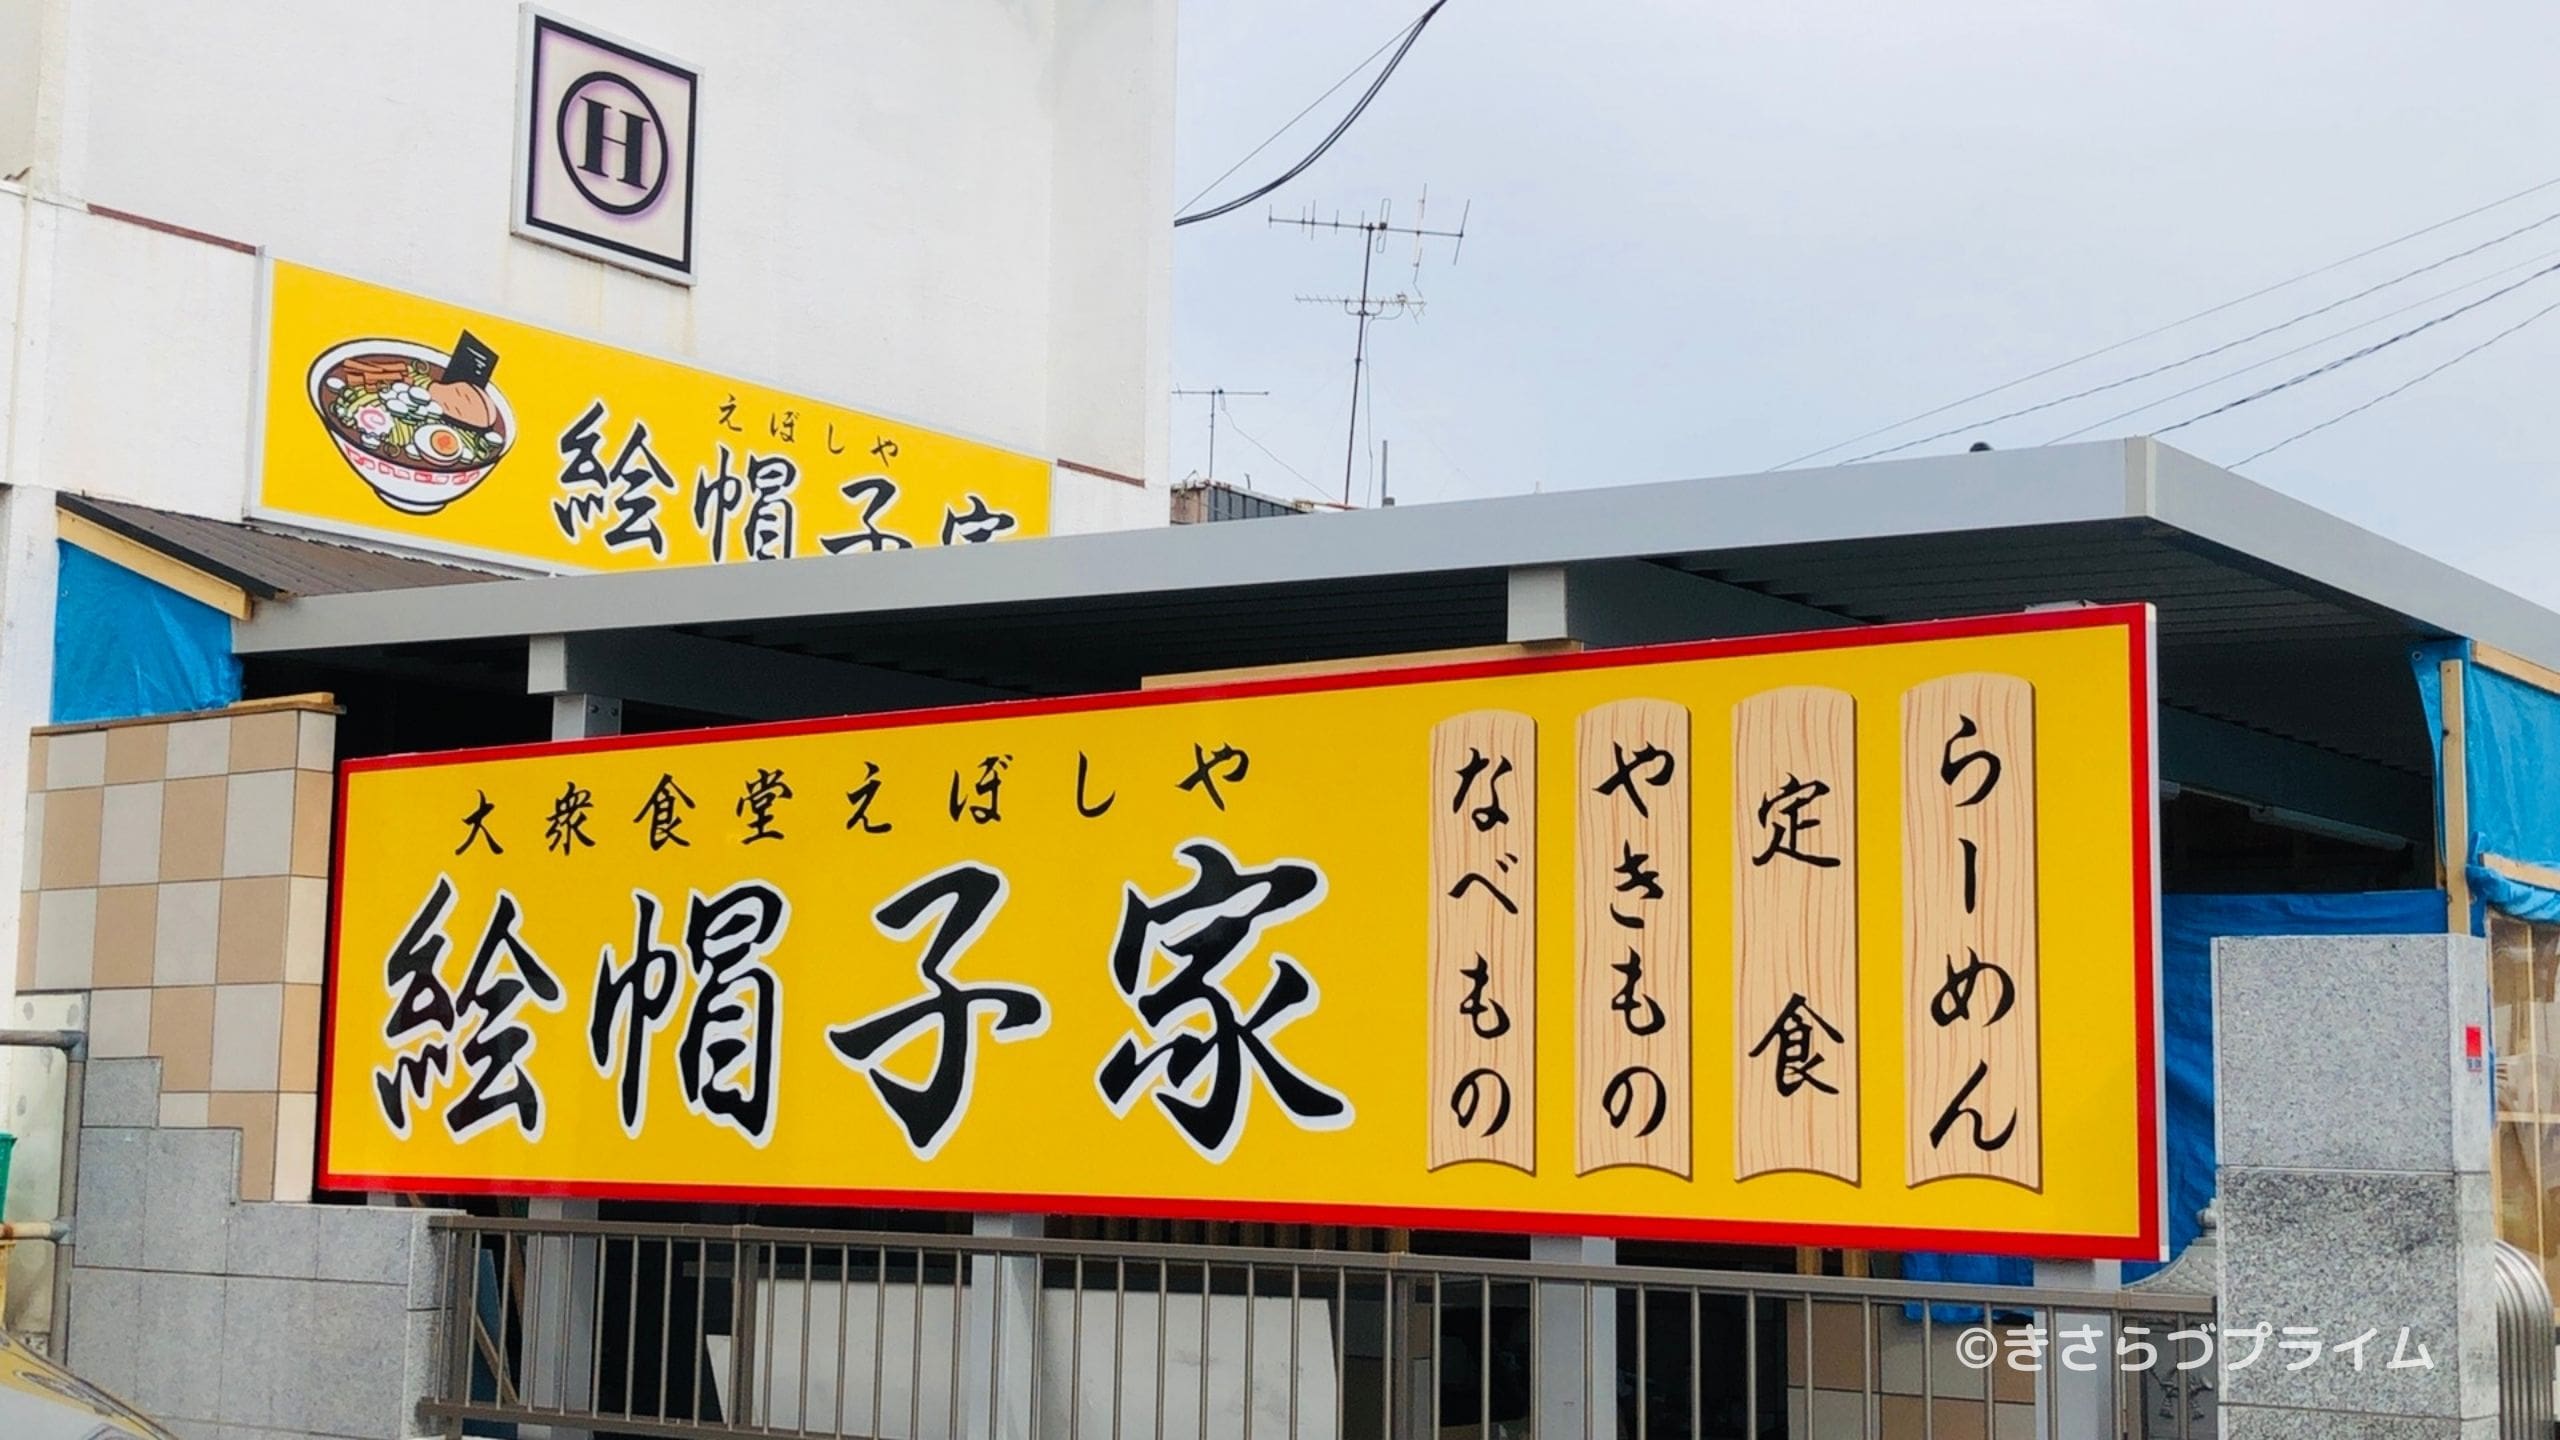 H
えぼしや
絵帽子家
大衆食堂えぼしや
絵帽子家
らーめん
定食
やきもの
なべもの
©きさらづプライム